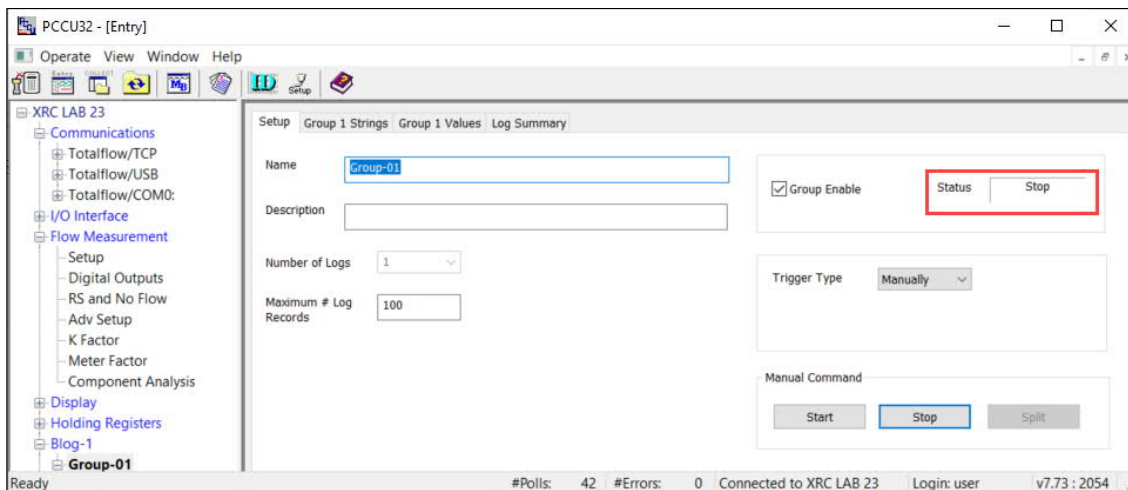 PCCU32 - [Entry]
Operate View Window Help
Entry COLLECT MB Setup
XRC LAB 23
Communications
Totalflow/TCP
Totalflow/USB
Totalflow/COM0:
I/O Interface
Flow Measurement
Setup
Digital Outputs
RS and No Flow
Adv Setup
K Factor
Meter Factor
Component Analysis
Display
Holding Registers
Blog-1
Group-01
Setup Group 1 Strings Group 1 Values Log Summary
Name Group-01
Description
Number of Logs 1
Maximum # Log
Records
100
Group Enable Status Stop
Trigger Type Manually
Manual Command
Start Stop Split
Ready #Polls: 42 #Errors: 0 Connected to XRC LAB 23 Login: user v7.73 : 2054